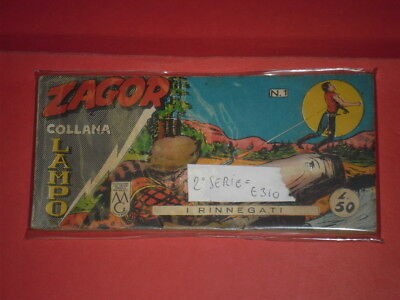 ZAGOR
N.1
COLLANA
LAMPO
2° SERIE =
€310
I RINNEGATI
L. 50